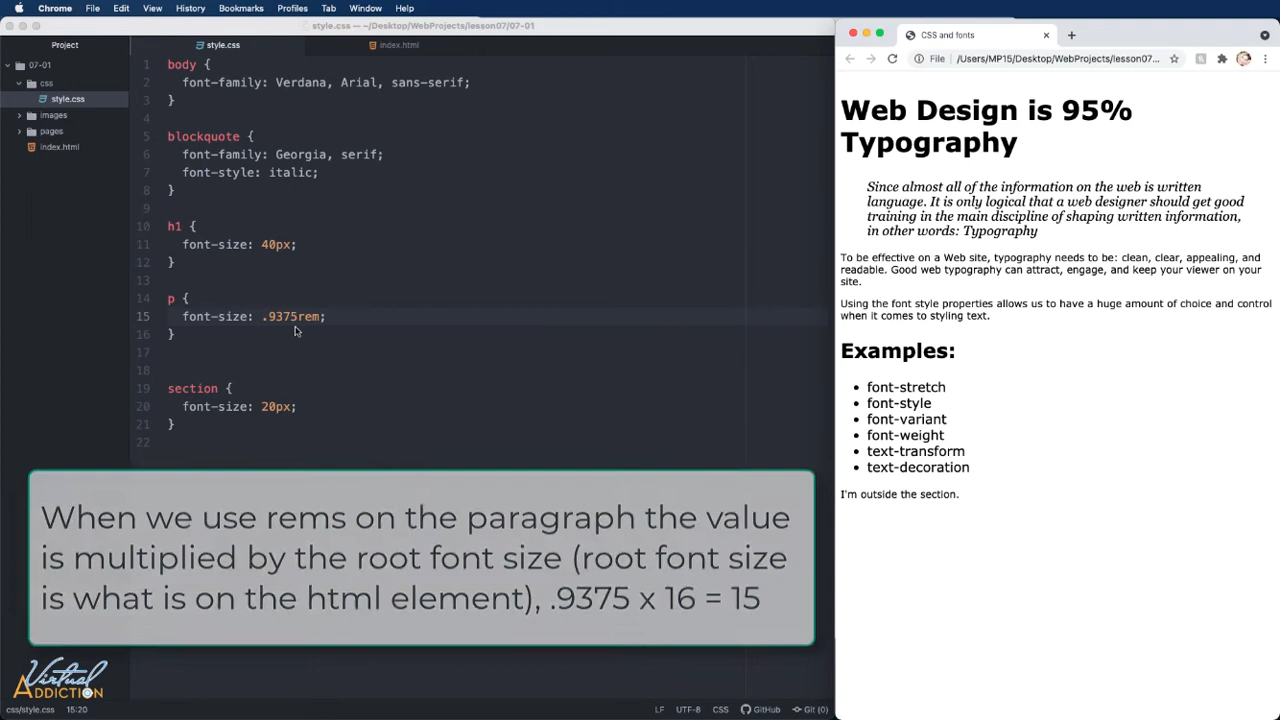 Chrome File Edit View History Bookmarks Profiles Tab Window Help
style.css — ~/Desktop/WebProjects/lesson07/07-01
Project
style.css
index.html
07-01
css
style.css
images
pages
index.html
1 body {
2 font-family: Verdana, Arial, sans-serif;
3 }
4
5 blockquote {
6 font-family: Georgia, serif;
7 font-style: italic;
8 }
9
10 h1 {
11 font-size: 40px;
12 }
13
14 p {
15 font-size: .9375rem;
16 }
17
18
19 section {
20 font-size: 20px;
21 }
22
When we use rems on the paragraph the value
is multiplied by the root font size (root font size
is what is on the html element), .9375 x 16 = 15
Virtual
ADDICTION
css/style.css 15:20
LF UTF-8 CSS GitHub Git (0)
CSS and fonts
File /Users/MP15/Desktop/WebProjects/lesson07...
Web Design is 95%
Typography
Since almost all of the information on the web is written
language. It is only logical that a web designer should get good
training in the main discipline of shaping written information,
in other words: Typography
To be effective on a Web site, typography needs to be: clean, clear, appealing, and
readable. Good web typography can attract, engage, and keep your viewer on your
site.
Using the font style properties allows us to have a huge amount of choice and control
when it comes to styling text.
Examples:
• font-stretch
• font-style
• font-variant
• font-weight
• text-transform
• text-decoration
I'm outside the section.